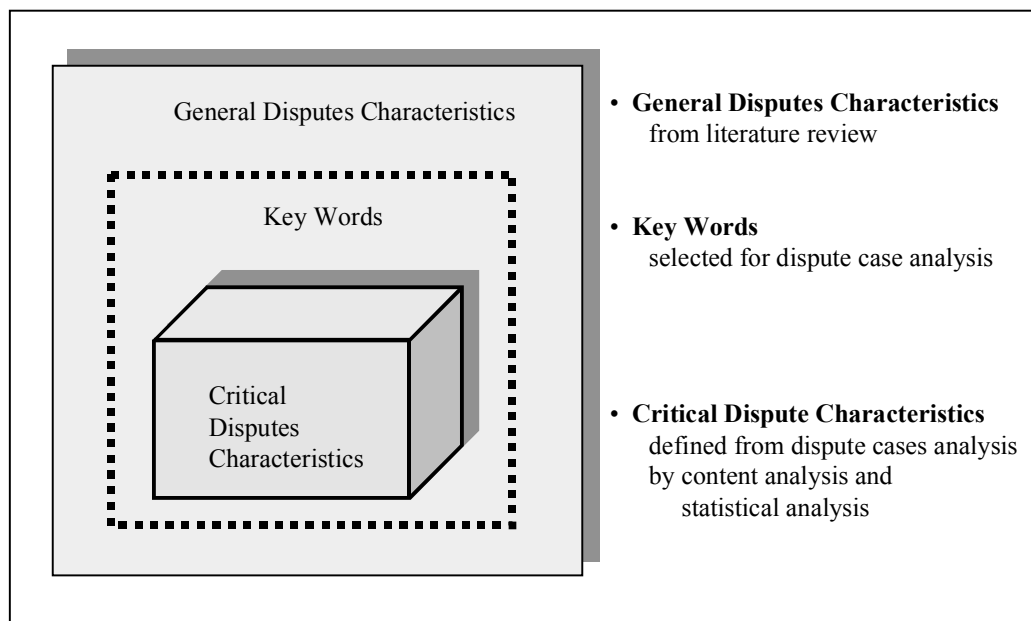 General Disputes Characteristics
Key Words
Critical
Disputes
Characteristics
• General Disputes Characteristics
from literature review
• Key Words
selected for dispute case analysis
• Critical Dispute Characteristics
defined from dispute cases analysis
by content analysis and
statistical analysis